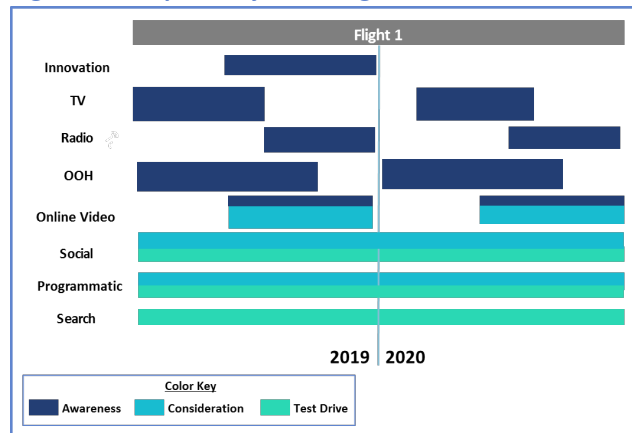 Flight 1
Innovation
TV
Radio
OOH
Online Video
Social
Programmatic
Search
2019 2020
Color Key
Awareness Consideration Test Drive